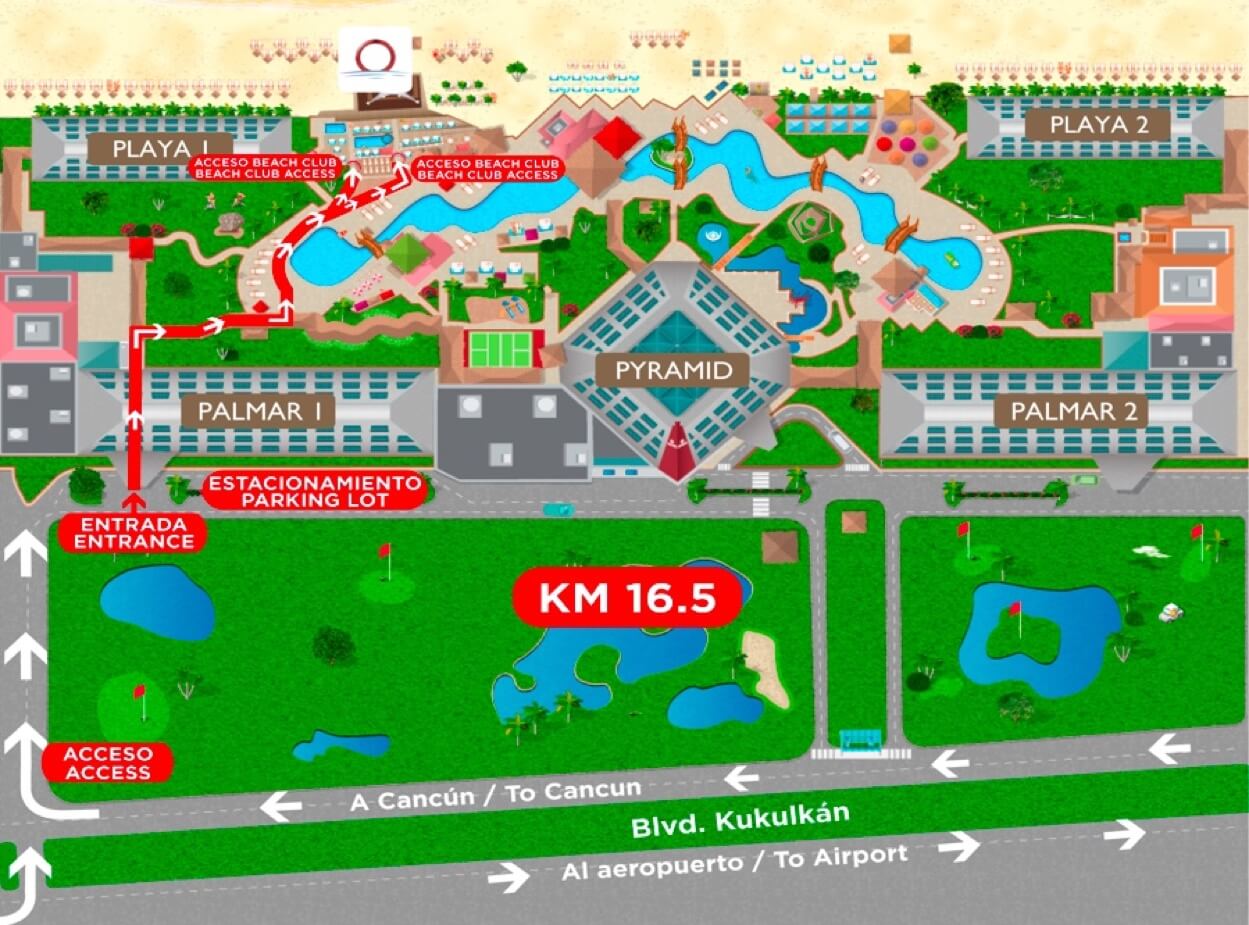 PLAYA 1
PLAYA 2
ACCESO BEACH CLUB
BEACH CLUB ACCESS
ACCESO BEACH CLUB
BEACH CLUB ACCESS
PYRAMID
PALMAR 1
PALMAR 2
ESTACIONAMIENTO
PARKING LOT
ENTRADA
ENTRANCE
KM 16.5
ACCESO
ACCESS
A Cancún / To Cancun
Blvd. Kukulkán
Al aeropuerto / To Airport